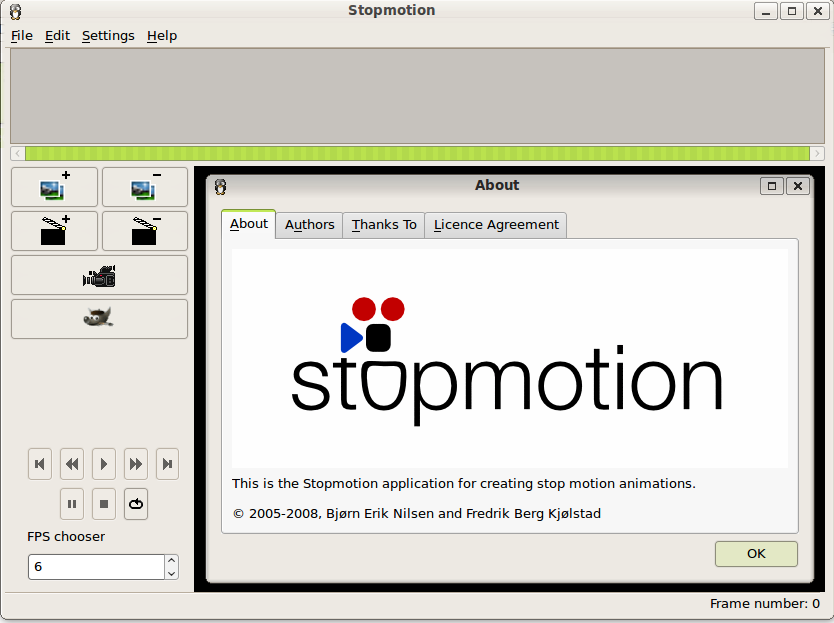 Stopmotion
File Edit Settings Help
About
About Authors Thanks To Licence Agreement
stopmotion
This is the Stopmotion application for creating stop motion animations.
© 2005-2008, Bjørn Erik Nilsen and Fredrik Berg Kjølstad
OK
FPS chooser
6
Frame number: 0